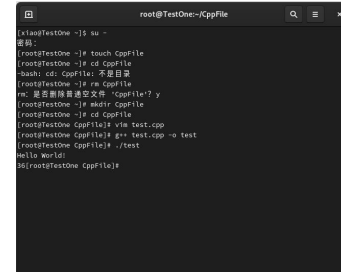 root@TestOne:~/CppFile
[xiao@TestOne ~]$ su -
密码：
[root@TestOne ~]# touch CppFile
[root@TestOne ~]# cd CppFile
-bash: cd: CppFile: 不是目录
[root@TestOne ~]# rm CppFile
rm：是否删除普通空文件 'CppFile'？y
[root@TestOne ~]# mkdir CppFile
[root@TestOne ~]# cd CppFile
[root@TestOne CppFile]# vim test.cpp
[root@TestOne CppFile]# g++ test.cpp -o test
[root@TestOne CppFile]# ./test
Hello World!
36[root@TestOne CppFile]#